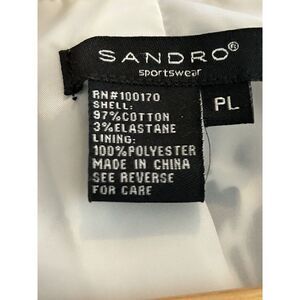 SANDRO®
sportswear
RN#100170
SHELL:
97%COTTON
3%ELASTANE
LINING:
100%POLYESTER
MADE IN CHINA
SEE REVERSE
FOR CARE
PL